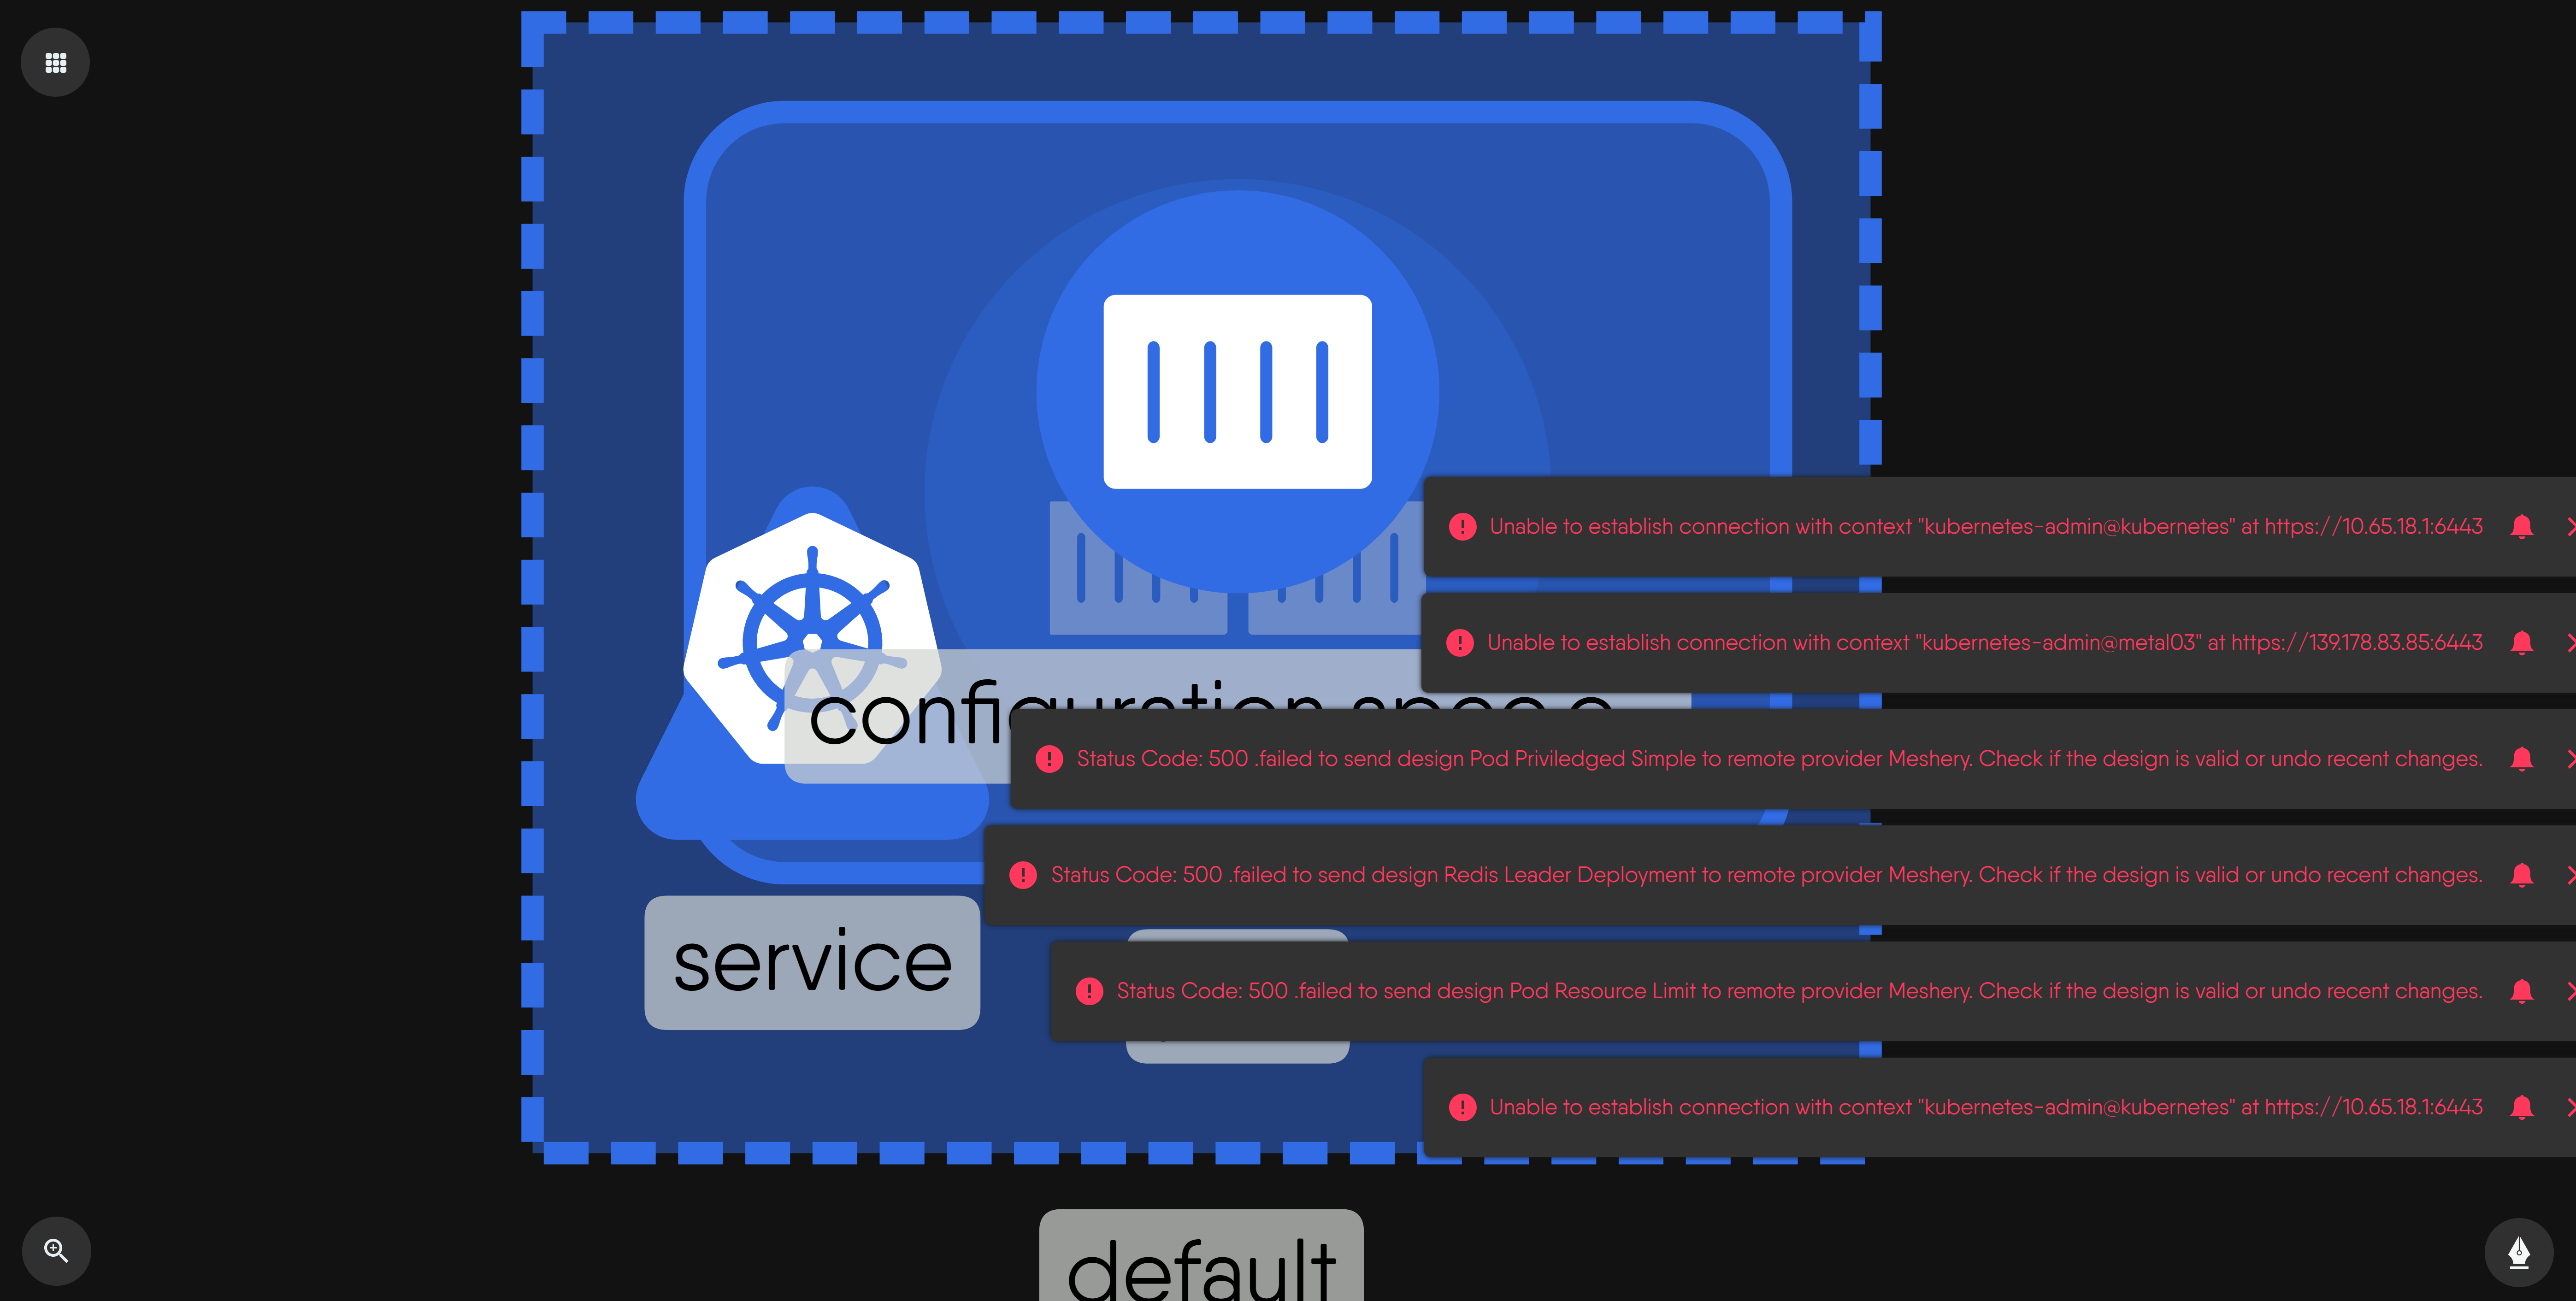 Unable to establish connection with context "kubernetes-admin@kubernetes" at https://10.65.18.1:6443
Unable to establish connection with context "kubernetes-admin@metal03" at https://139.178.83.85:6443
configuration.spec.c
Status Code: 500 .failed to send design Pod Priviledged Simple to remote provider Meshery. Check if the design is valid or undo recent changes.
Status Code: 500 .failed to send design Redis Leader Deployment to remote provider Meshery. Check if the design is valid or undo recent changes.
service
Status Code: 500 .failed to send design Pod Resource Limit to remote provider Meshery. Check if the design is valid or undo recent changes.
Unable to establish connection with context "kubernetes-admin@kubernetes" at https://10.65.18.1:6443
default